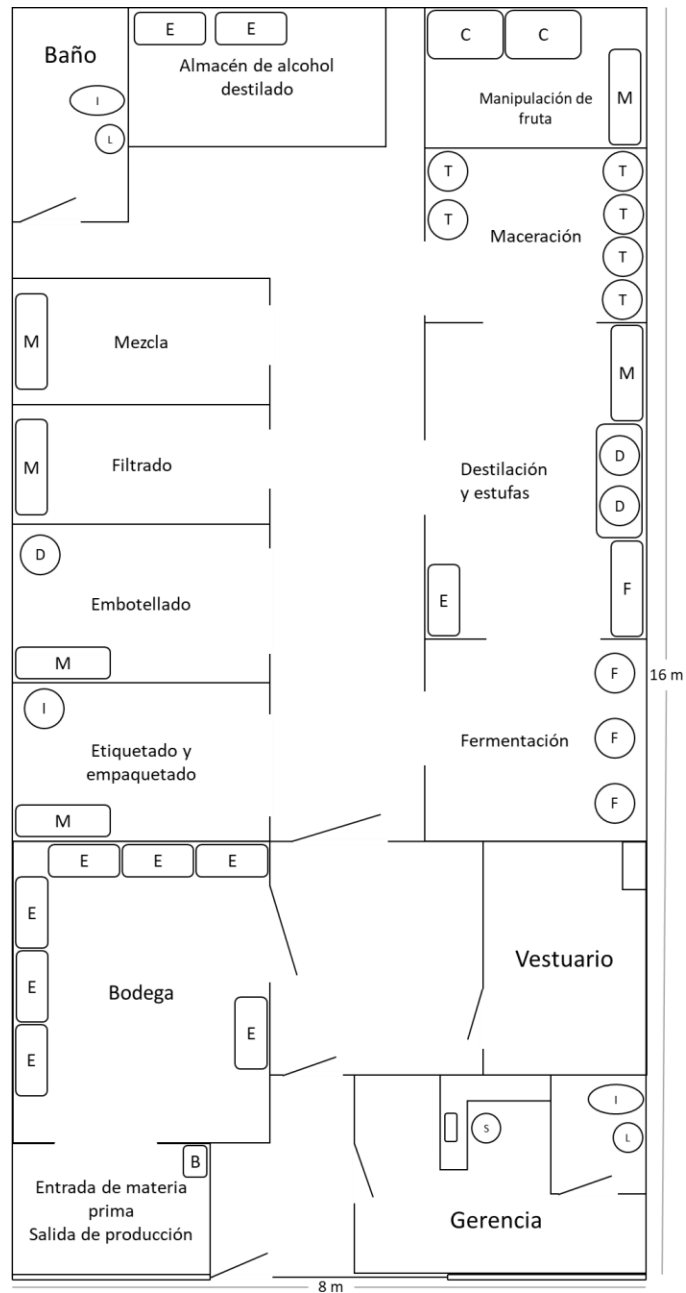 E
E
C
C
Baño
Almacén de alcohol
destilado
Manipulación de
fruta
M
I
L
T
T
T
T
T
T
Maceración
M
Mezcla
M
D
D
Destilación
y estufas
M
Filtrado
D
Embotellado
E
F
M
F
16 m
I
F
Fermentación
Etiquetado y
empaquetado
F
M
E
E
E
E
E
E
Bodega
E
Vestuario
I
S
L
B
Entrada de materia
prima
Salida de producción
Gerencia
8 m